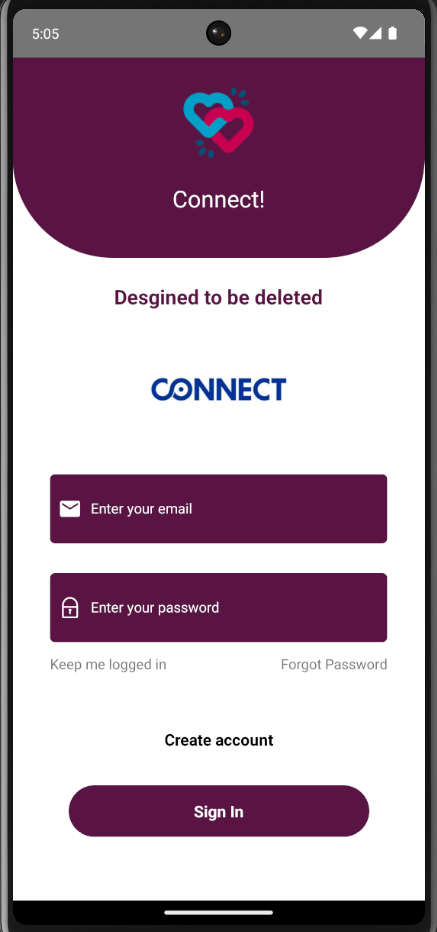 5:05
Connect!
Desgined to be deleted
CONNECT
Enter your email
Enter your password
Keep me logged in Forgot Password
Create account
Sign In